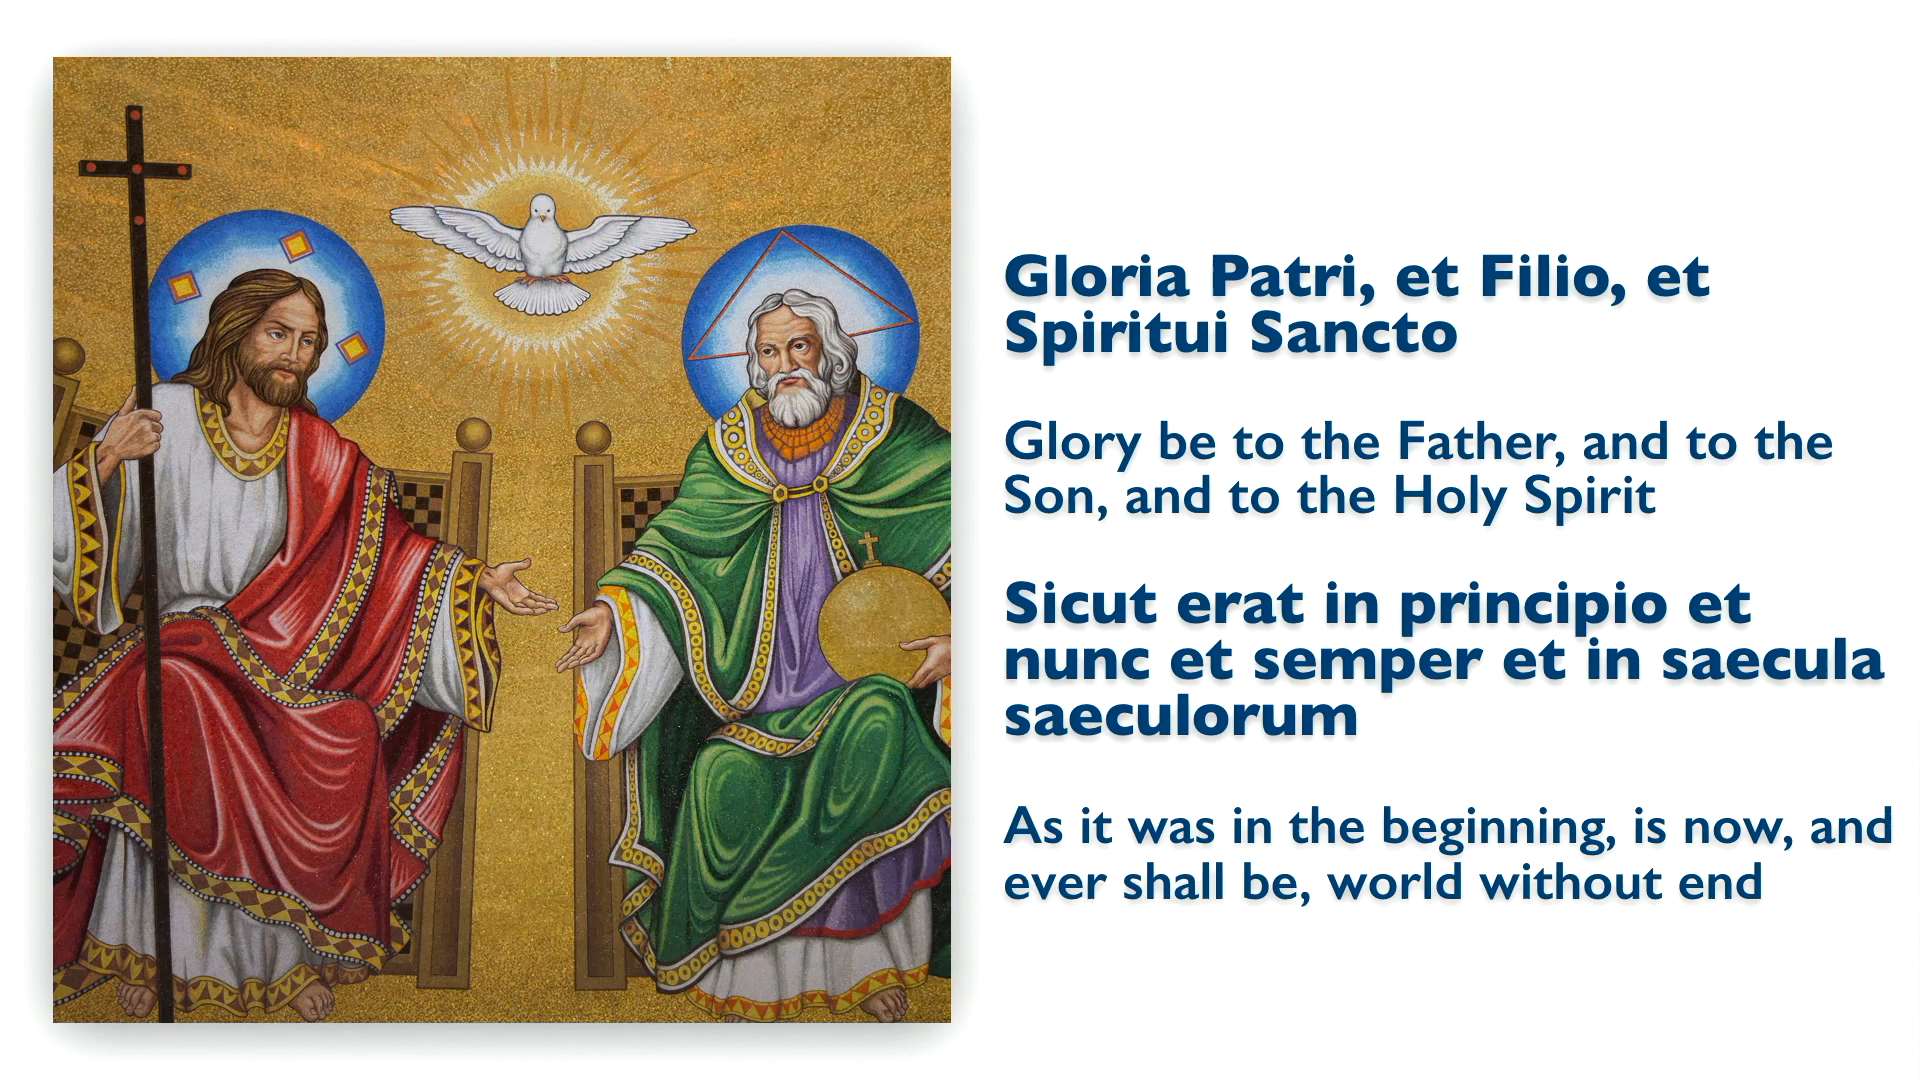 Gloria Patri, et Filio, et
Spiritui Sancto
Glory be to the Father, and to the
Son, and to the Holy Spirit
Sicut erat in principio et
nunc et semper et in saecula
saeculorum
As it was in the beginning, is now, and
ever shall be, world without end